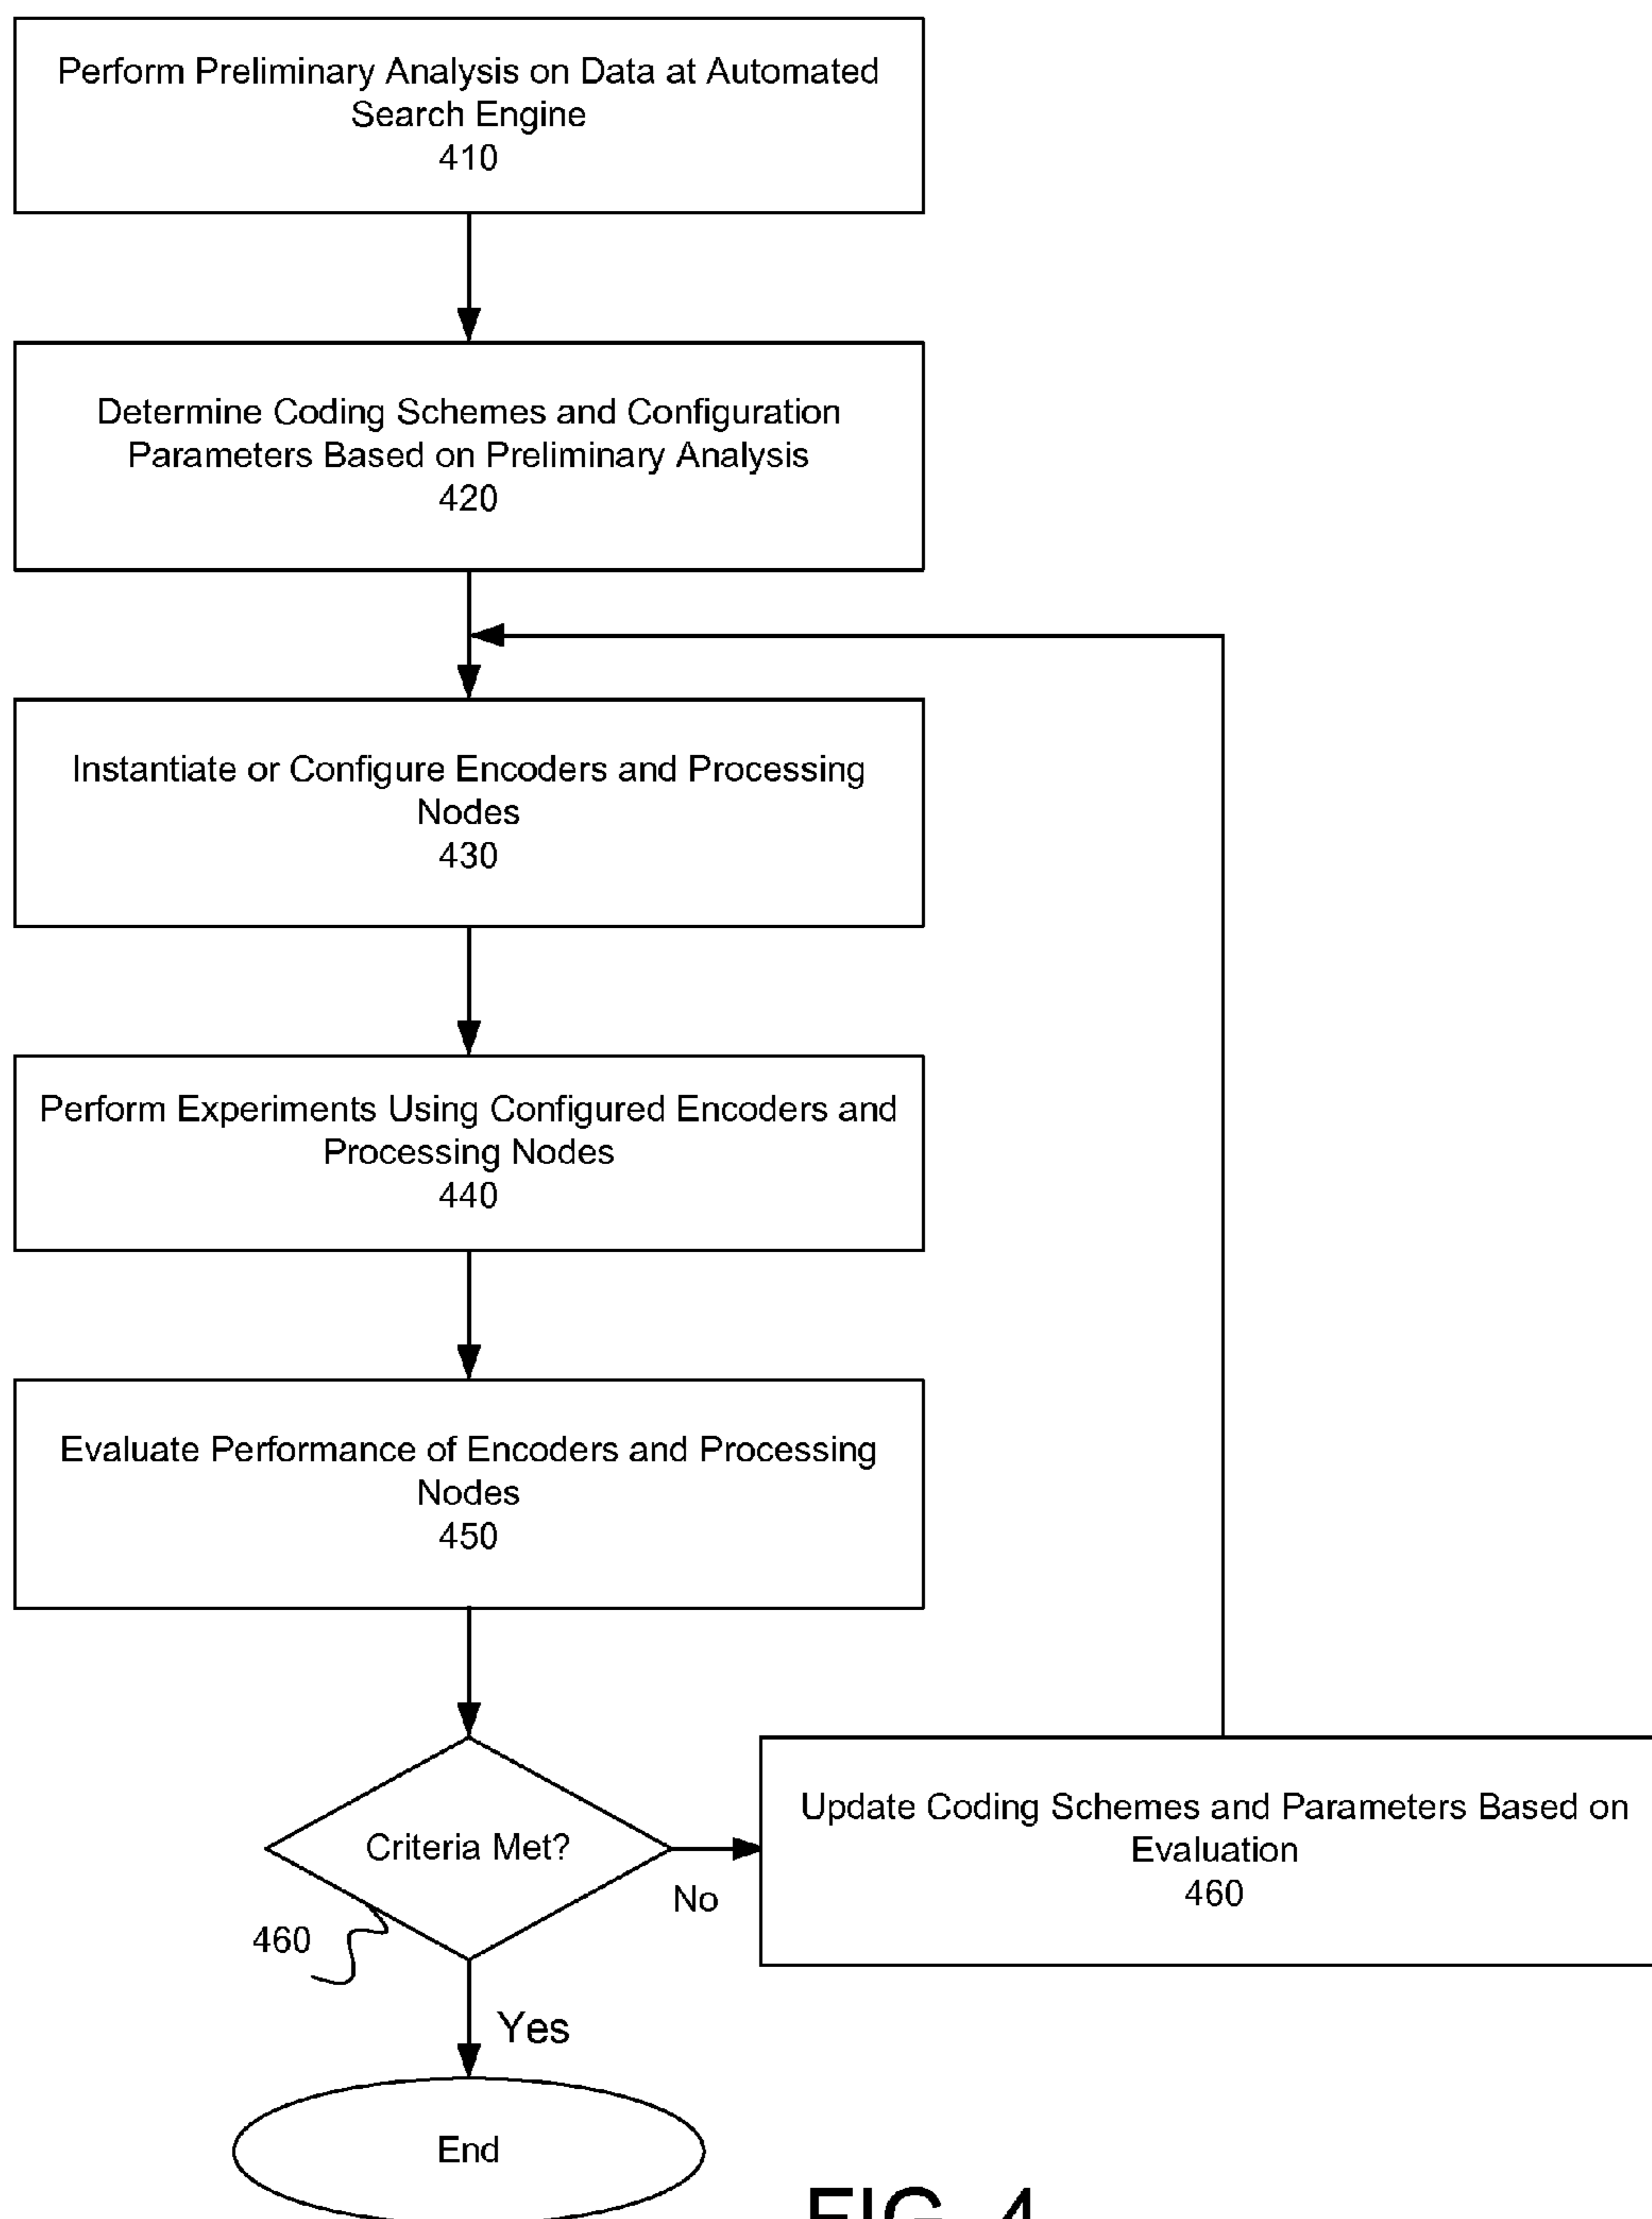 Perform Preliminary Analysis on Data at Automated
Search Engine
410
Determine Coding Schemes and Configuration
Parameters Based on Preliminary Analysis
420
Instantiate or Configure Encoders and Processing
Nodes
430
Perform Experiments Using Configured Encoders and
Processing Nodes
440
Evaluate Performance of Encoders and Processing
Nodes
450
Criteria Met?
No
460
Update Coding Schemes and Parameters Based on
Evaluation
460
Yes
End
FIG. 4